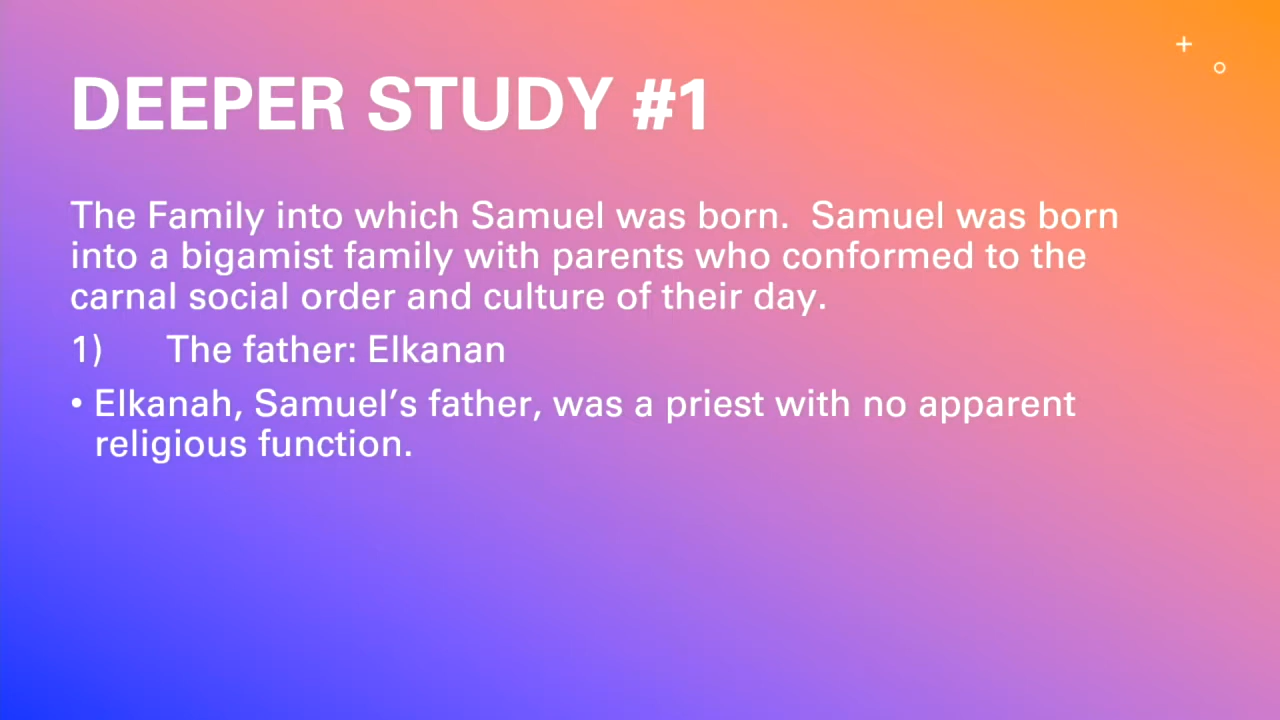 DEEPER STUDY #1
The Family into which Samuel was born.  Samuel was born
into a bigamist family with parents who conformed to the
carnal social order and culture of their day.
1) The father: Elkanan
• Elkanah, Samuel’s father, was a priest with no apparent
religious function.